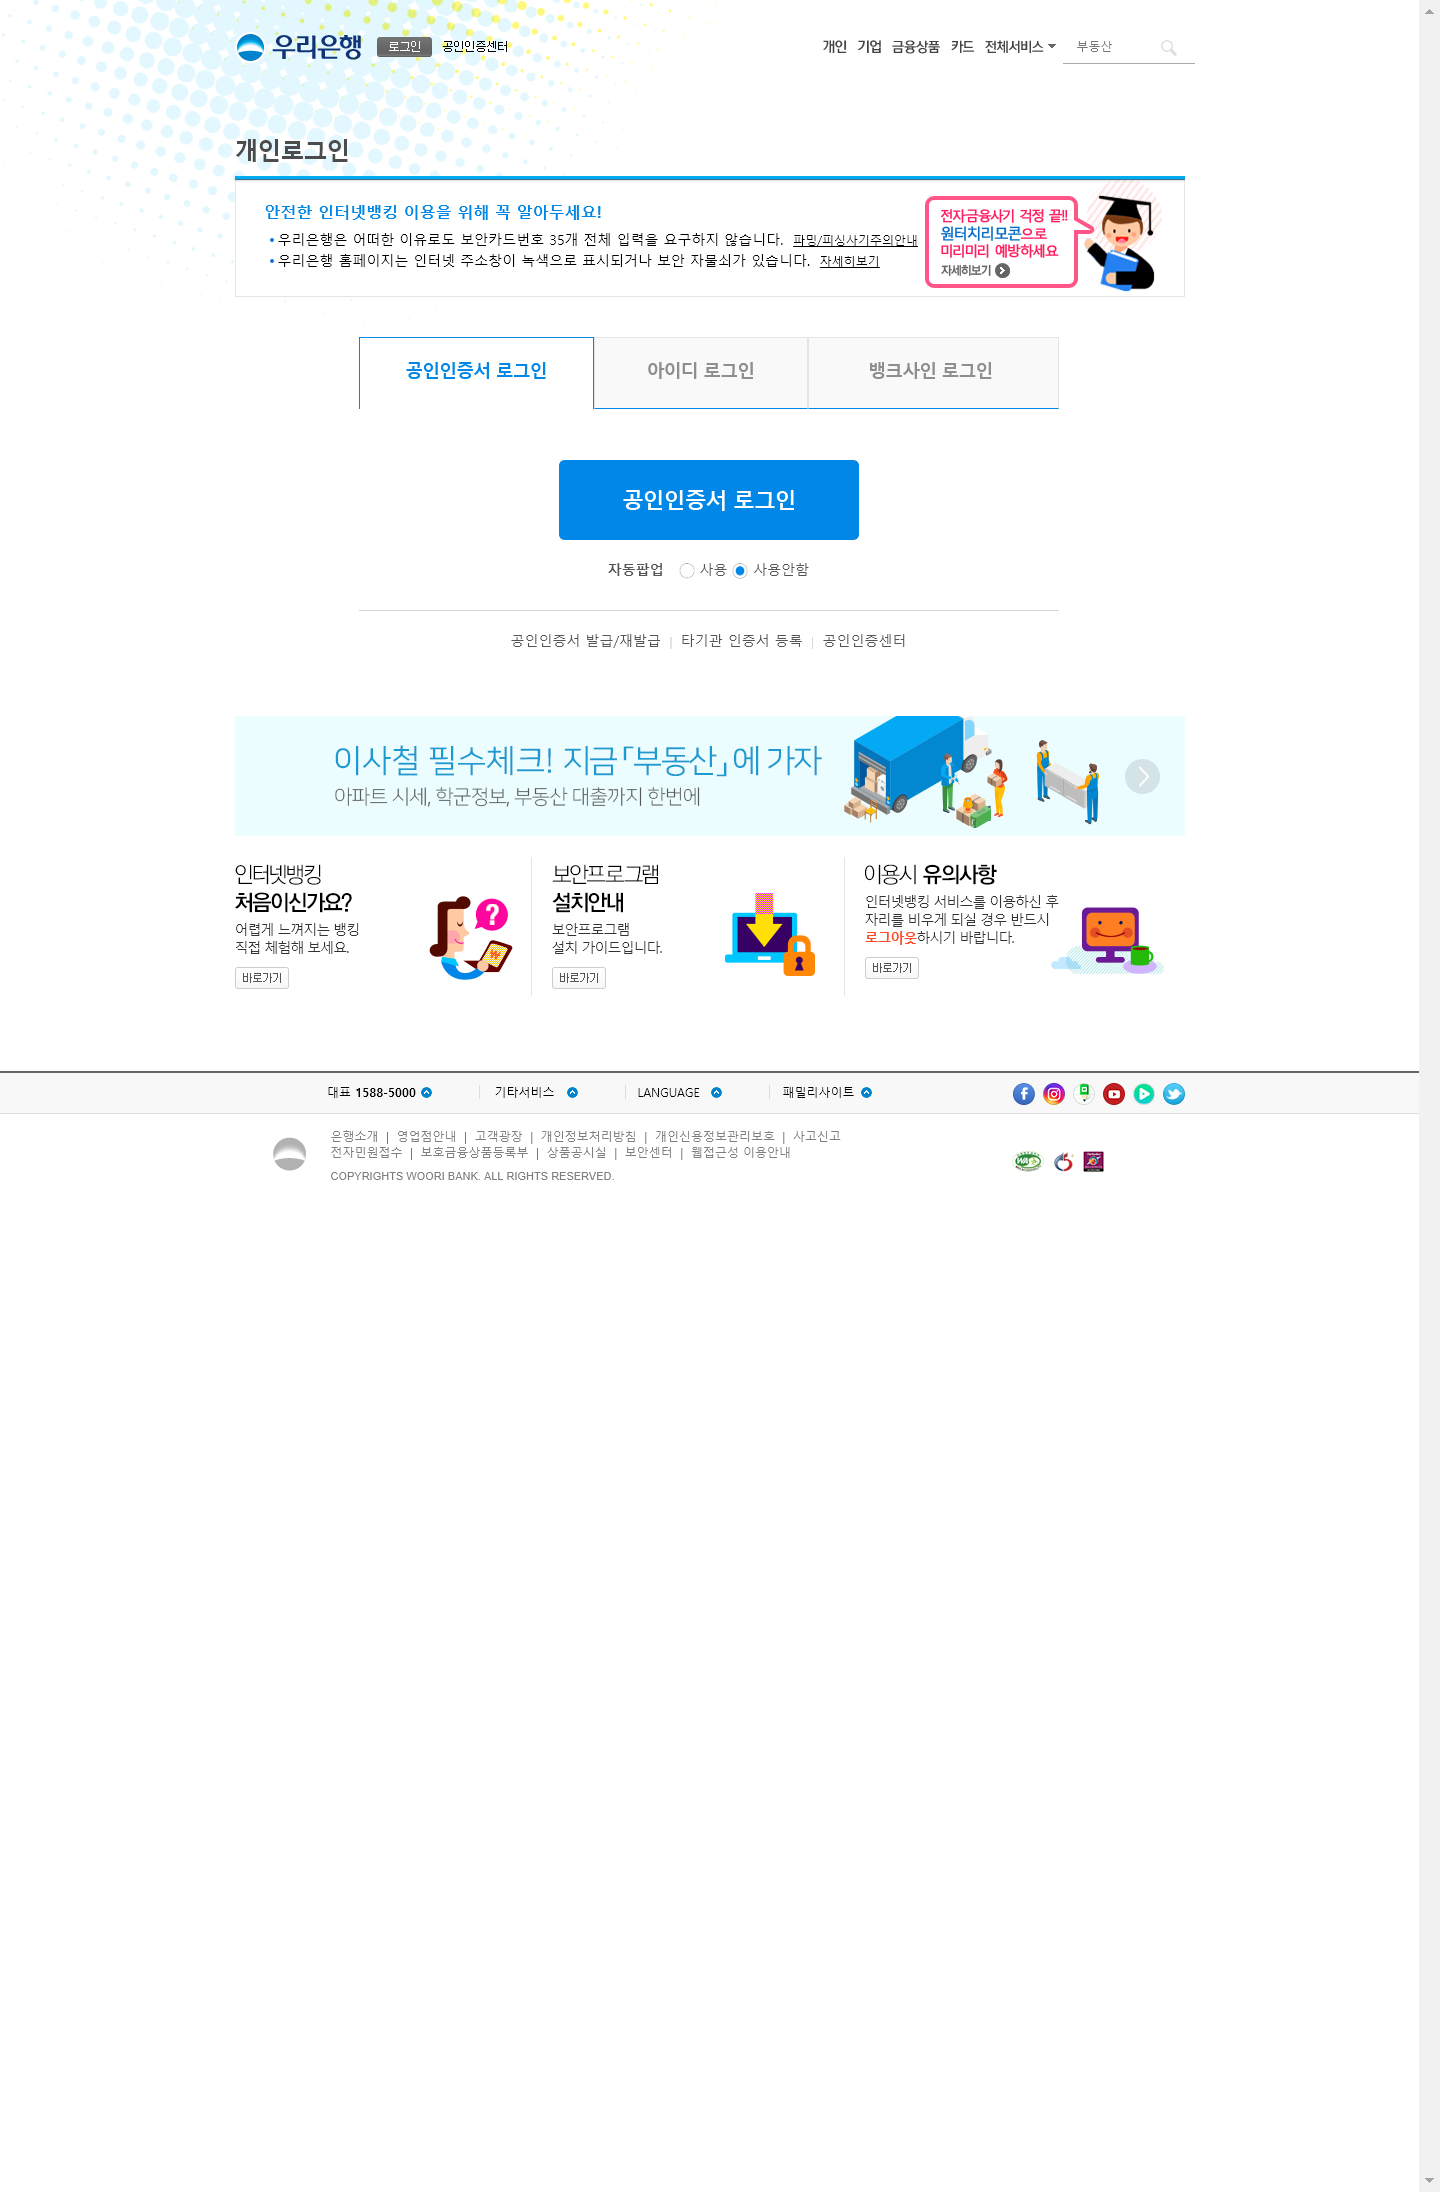 우리은행 로그인 공인인증센터 개인 기업 금융상품 카드 전체서비스 부동산
개인로그인
안전한 인터넷뱅킹 이용을 위해 꼭 알아두세요!
우리은행은 어떠한 이유로도 보안카드번호 35개 전체 입력을 요구하지 않습니다. 파밍/피싱사기주의안내
우리은행 홈페이지는 인터넷 주소창이 녹색으로 표시되거나 보안 자물쇠가 있습니다. 자세히보기
전자금융사기 걱정 끝!!
원터치리모콘으로
미리미리 예방하세요
자세히보기
공인인증서 로그인 아이디 로그인 뱅크사인 로그인
공인인증서 로그인
자동팝업 사용 사용안함
공인인증서 발급/재발급 | 타기관 인증서 등록 | 공인인증센터
이사철 필수체크! 지금「부동산」에 가자
아파트 시세, 학군정보, 부동산 대출까지 한번에
인터넷뱅킹
처음이신가요?
어렵게 느껴지는 뱅킹
직접 체험해 보세요.
바로가기
보안프로그램
설치안내
보안프로그램
설치 가이드입니다.
바로가기
이용시 유의사항
인터넷뱅킹 서비스를 이용하신 후
자리를 비우게 되실 경우 반드시
로그아웃하시기 바랍니다.
바로가기
대표 1588-5000 기타서비스 LANGUAGE 패밀리사이트
은행소개 | 영업점안내 | 고객광장 | 개인정보처리방침 | 개인신용정보관리보호 | 사고신고
전자민원접수 | 보호금융상품등록부 | 상품공시실 | 보안센터 | 웹접근성 이용안내
COPYRIGHTS WOORI BANK. ALL RIGHTS RESERVED.